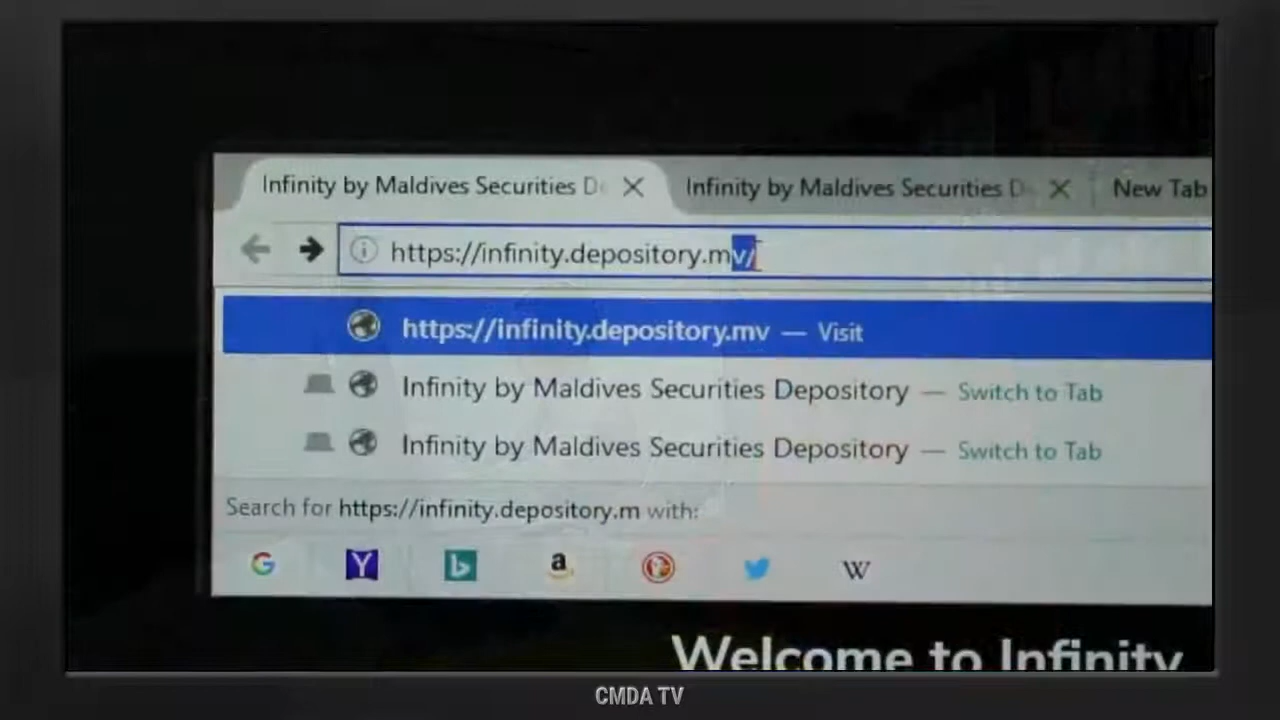 Infinity by Maldives Securities D
Infinity by Maldives Securities D
New Tab
https://infinity.depository.mv/
https://infinity.depository.mv — Visit
Infinity by Maldives Securities Depository — Switch to Tab
Infinity by Maldives Securities Depository — Switch to Tab
Search for https://infinity.depository.m with:
G Y b a W
Welcome to Infinity
CMDA TV